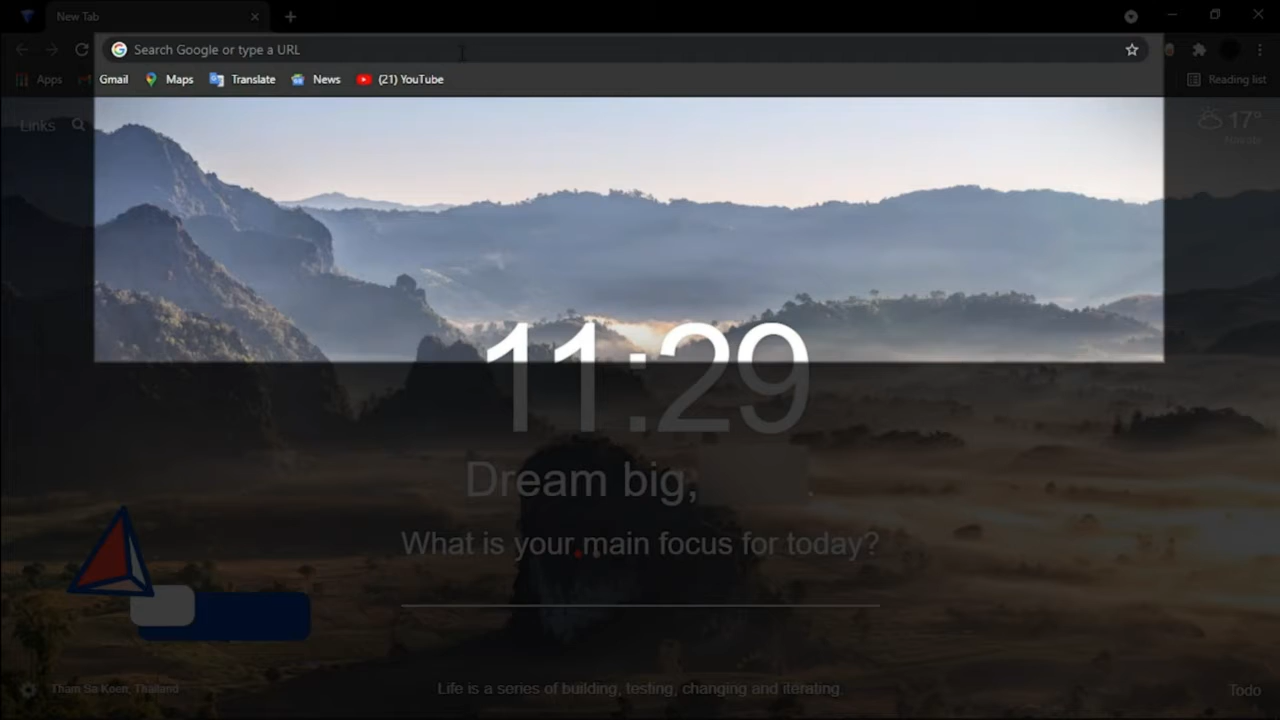 New Tab
Search Google or type a URL
Apps Gmail Maps Translate News (21) YouTube Reading list
Links 17°
11:29
Dream big, .
What is your main focus for today?
Tham Sa Koen, Thailand Life is a series of building, testing, changing and iterating. Todo